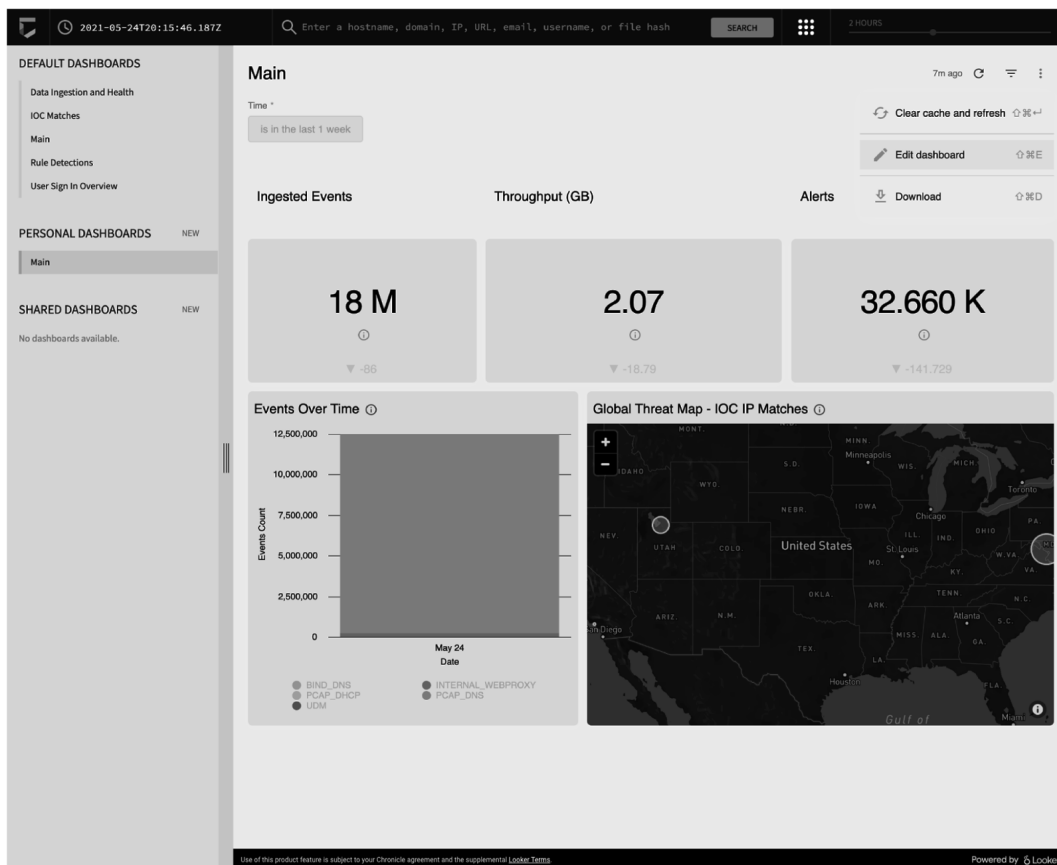 2021-05-24T20:15:46.187Z
Enter a hostname, domain, IP, URL, email, username, or file hash
SEARCH
2 HOURS
DEFAULT DASHBOARDS
Data Ingestion and Health
IOC Matches
Main
Rule Detections
User Sign In Overview
PERSONAL DASHBOARDS NEW
Main
SHARED DASHBOARDS NEW
No dashboards available.
Main
7m ago
Time *
is in the last 1 week
Clear cache and refresh ⇧⌘↵
Edit dashboard ⇧⌘E
Download ⇧⌘D
Ingested Events
Throughput (GB)
Alerts
18 M
▼ -86
2.07
▼ -18.79
32.660 K
▼ -141.729
Events Over Time
12,500,000
10,000,000
7,500,000
5,000,000
2,500,000
0
Events Count
May 24
Date
BIND_DNS
INTERNAL_WEBPROXY
PCAP_DHCP
PCAP_DNS
UDM
Global Threat Map - IOC IP Matches
+
−
MONT.
MINN
Minneapolis
IDAHO
S.D.
WIS.
MICH
WYO.
Toronto
NEBR.
IOWA
Chicago
PA
NEV.
UTAH
COLO.
United States
ILL.
IND.
OHIO
St. Louis
MO.
W.VA
KY.
VA
OKLA.
TENN.
N.C.
ARIZ.
N.M.
ARK.
Atlanta
S.C.
San Diego
MISS.
ALA.
GA.
TEX.
LA.
Houston
FLA.
Gulf of
Miami
Use of this product feature is subject to your Chronicle agreement and the supplemental Looker Terms.
Powered by Looker